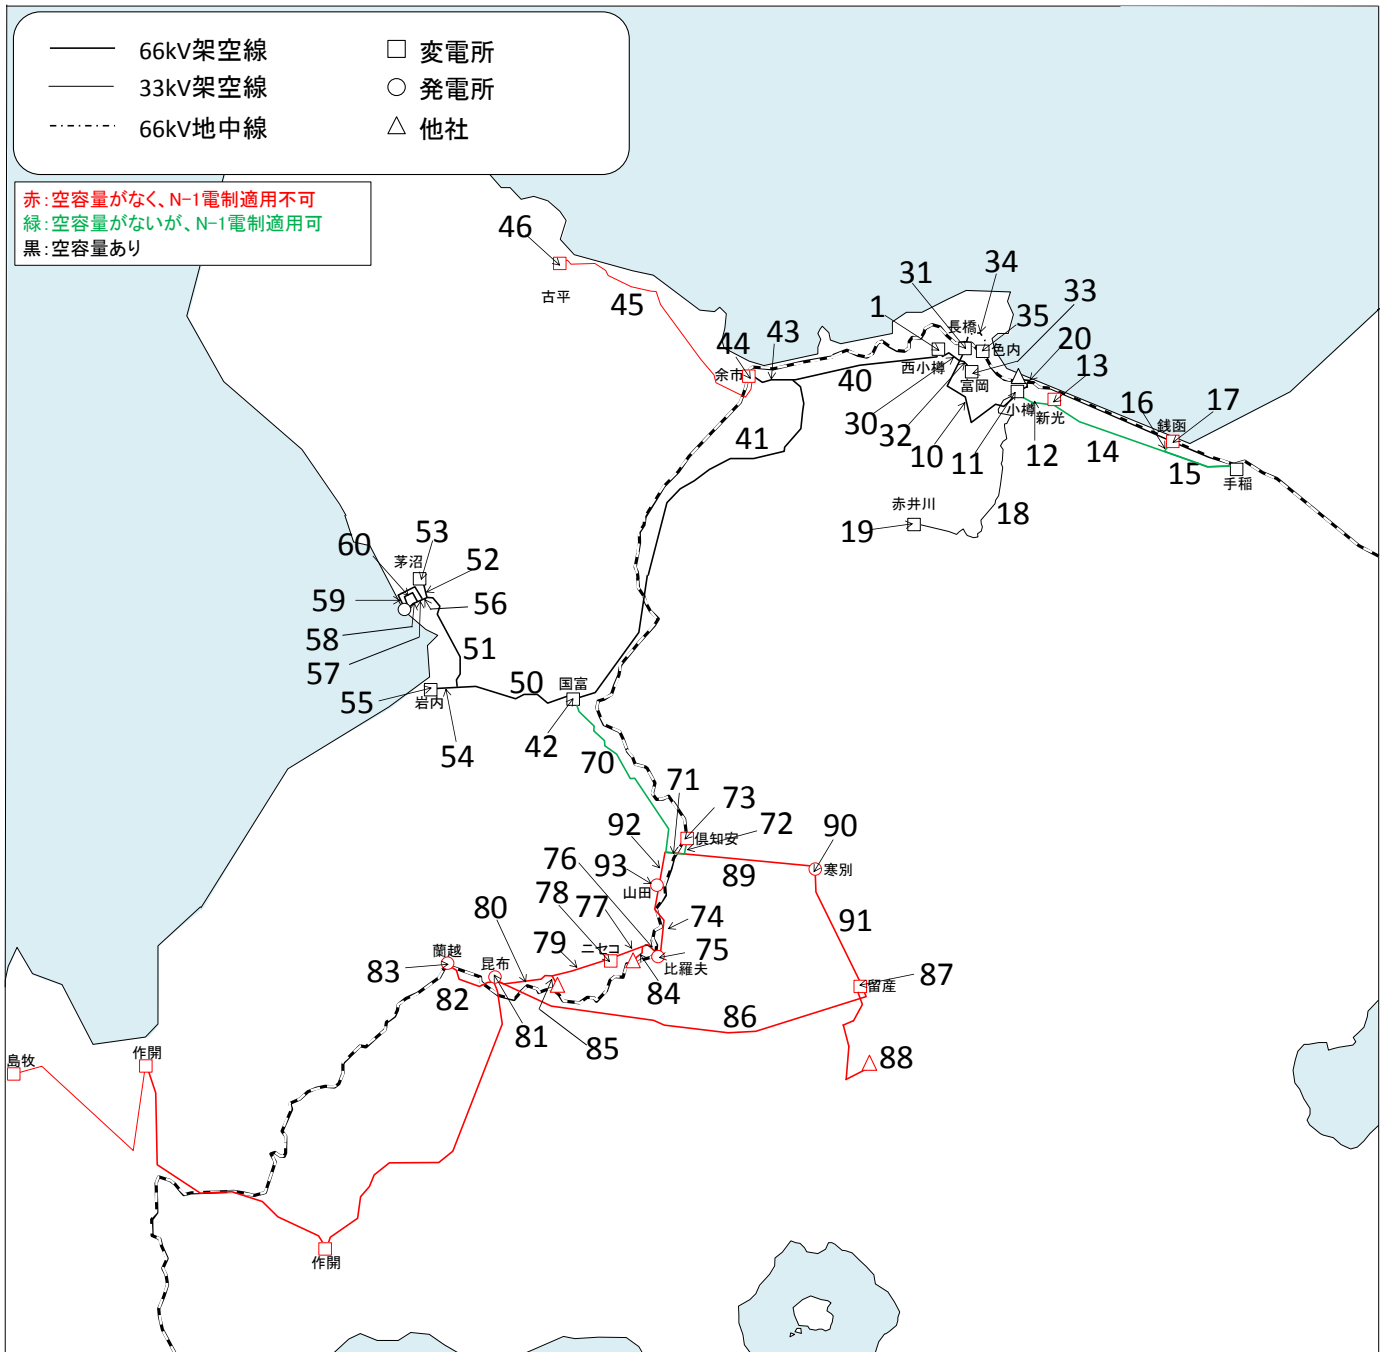 66kV架空線
変電所
33kV架空線
発電所
66kV地中線
他社
赤：空容量がなく、N-1電制適用不可
緑：空容量がないが、N-1電制適用可
黒：空容量あり
46
古平
45
31
34
1
長橋
33
35
43
44
余市
西小樽
色内
20
13
40
富岡
小樽
新光
30
32
10
11
12
14
16
17
銭函
15
手稲
41
赤井川
19
18
60
53
茅沼
52
59
56
58
57
51
50
国富
55
岩内
54
42
70
71
73
72
倶知安
92
90
76
93
山田
89
寒別
78
77
74
91
80
79
ニセコ
75
比羅夫
蘭越
83
昆布
84
87
留産
82
81
85
86
88
島牧
作開
作開